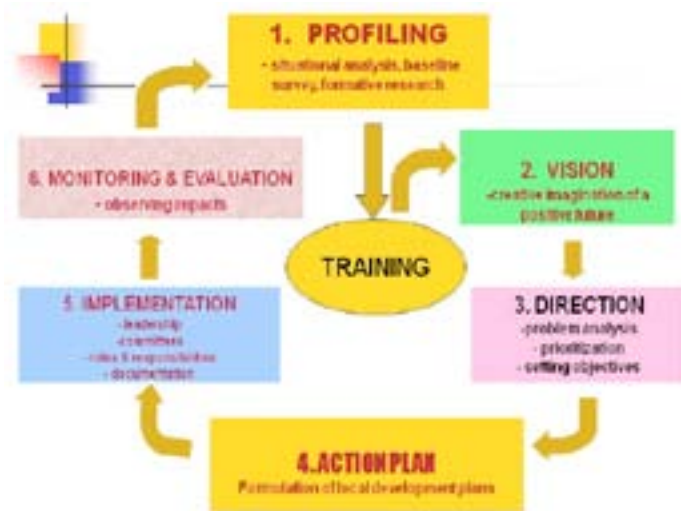 1. PROFILING
- situational analysis, baseline
survey, formative research
2. VISION
-creative imagination of a
positive future
TRAINING
3. DIRECTION
-problem analysis
- prioritization
- setting objectives
4. ACTION PLAN
Formulation of local development plans
5. IMPLEMENTATION
- leadership
- committees
- roles & responsibilities
- documentation
6. MONITORING & EVALUATION
- observing impacts